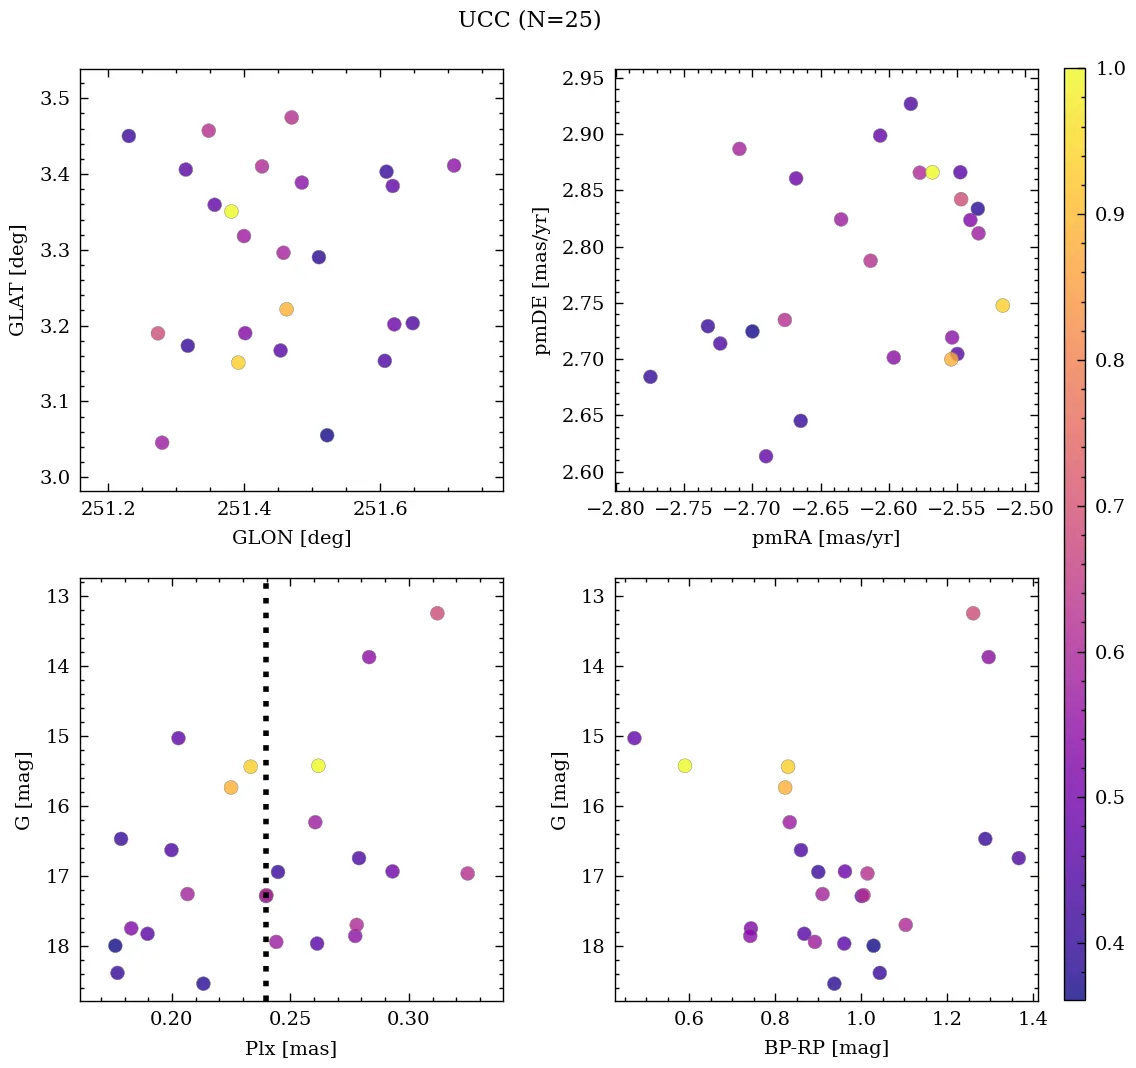 UCC (N=25)
3.5
3.4
3.3
3.2
3.1
3.0
GLAT [deg]
251.2 251.4 251.6
GLON [deg]
2.95
2.90
2.85
2.80
2.75
2.70
2.65
2.60
pmDE [mas/yr]
−2.80 −2.75 −2.70 −2.65 −2.60 −2.55 −2.50
pmRA [mas/yr]
1.0
0.9
0.8
0.7
0.6
0.5
0.4
13
14
15
16
17
18
G [mag]
0.20 0.25 0.30
Plx [mas]
13
14
15
16
17
18
G [mag]
0.6 0.8 1.0 1.2 1.4
BP-RP [mag]